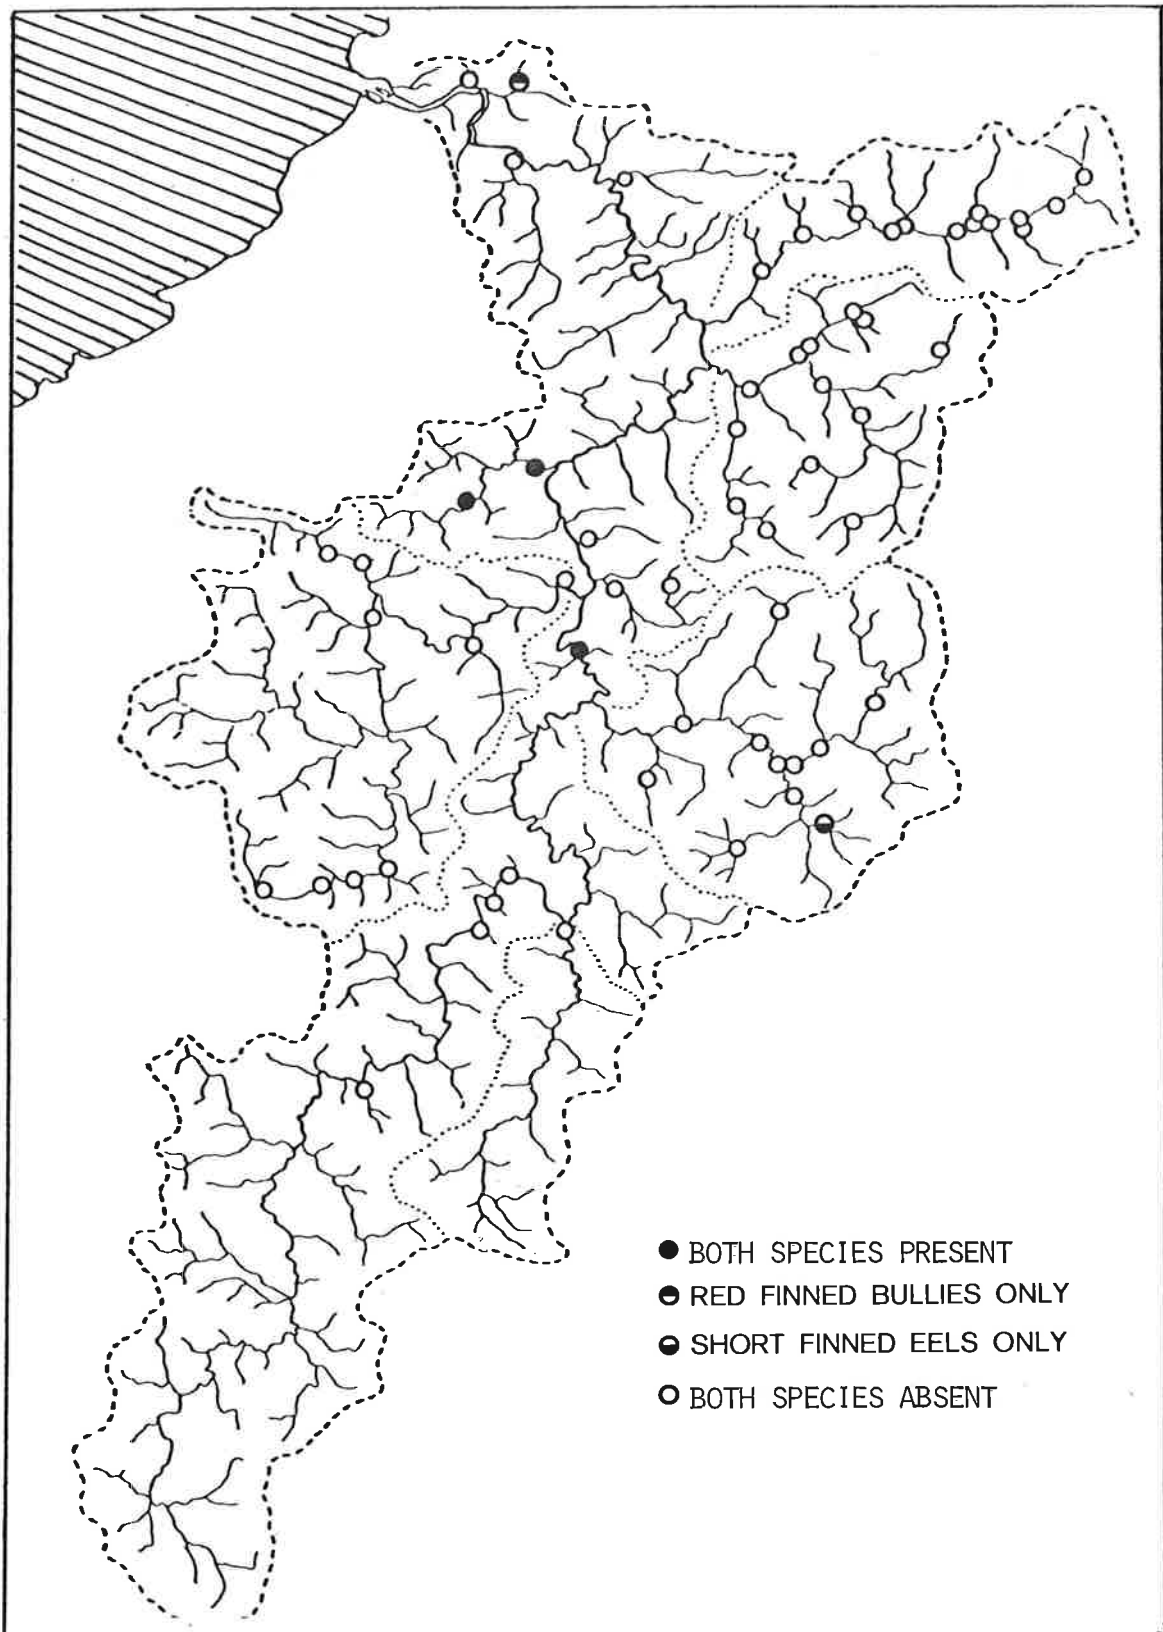 BOTH SPECIES PRESENT
RED FINNED BULLIES ONLY
SHORT FINNED EELS ONLY
BOTH SPECIES ABSENT